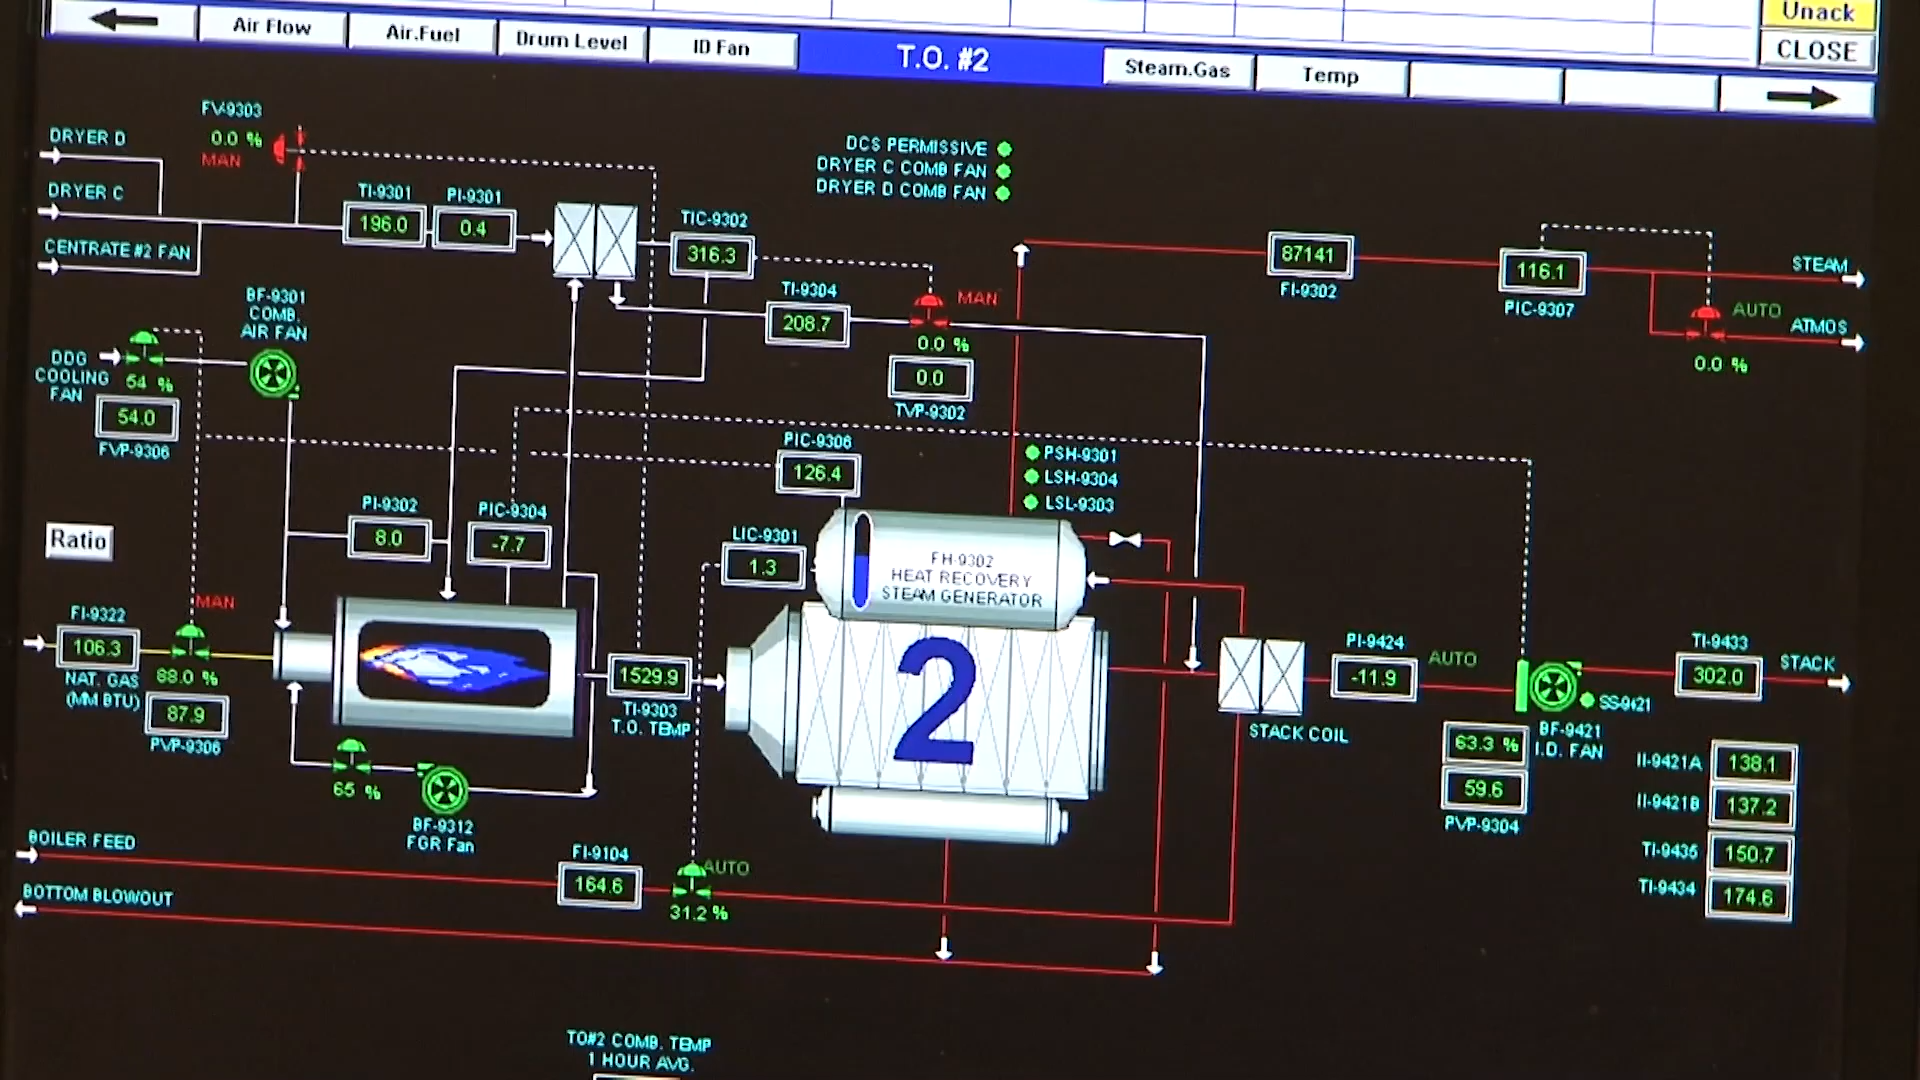 Unack
CLOSE
Air Flow
Air.Fuel
Drum Level
ID Fan
T.O. #2
Steam.Gas
Temp
FV-9303
0.0 %
MAN
DRYER D
DRYER C
CENTRATE #2 FAN
TI-9301
196.0
PI-9301
0.4
TIC-9302
316.3
DCS PERMISSIVE
DRYER C COMB FAN
DRYER D COMB FAN
87141
FI-9302
116.1
PIC-9307
STEAM
AUTO
ATMOS
0.0 %
TI-9304
208.7
MAN
0.0 %
0.0
TVP-9302
BF-9301
COMB.
AIR FAN
DDG
COOLING
FAN
54 %
54.0
FVP-9306
PIC-9306
126.4
PSH-9301
LSH-9304
LSL-9303
PI-9302
8.0
PIC-9304
-7.7
LIC-9301
1.3
FH-9302
HEAT RECOVERY
STEAM GENERATOR
2
Ratio
FI-9322
106.3
NAT. GAS
(MM BTU)
MAN
88.0 %
87.9
PVP-9306
1529.9
TI-9303
T.O. TEMP
STACK COIL
PI-9424
-11.9
AUTO
TI-9433
302.0
STACK
SS-9421
BF-9421
I.D. FAN
63.3 %
59.6
PVP-9304
II-9421A
138.1
II-9421B
137.2
TI-9435
150.7
TI-9434
174.6
65 %
BF-9312
FGR Fan
BOILER FEED
BOTTOM BLOWOUT
FI-9104
164.6
AUTO
31.2 %
TO#2 COMB. TEMP
1 HOUR AVG.